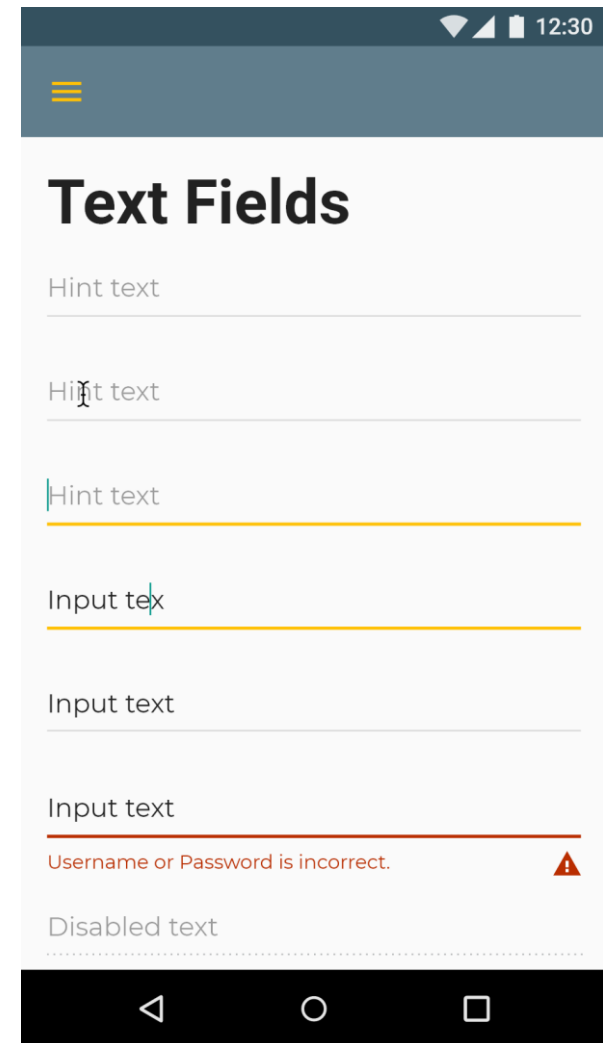 12:30
Text Fields
Hint text
Hint text
Hint text
Input tex
Input text
Input text
Username or Password is incorrect.
Disabled text